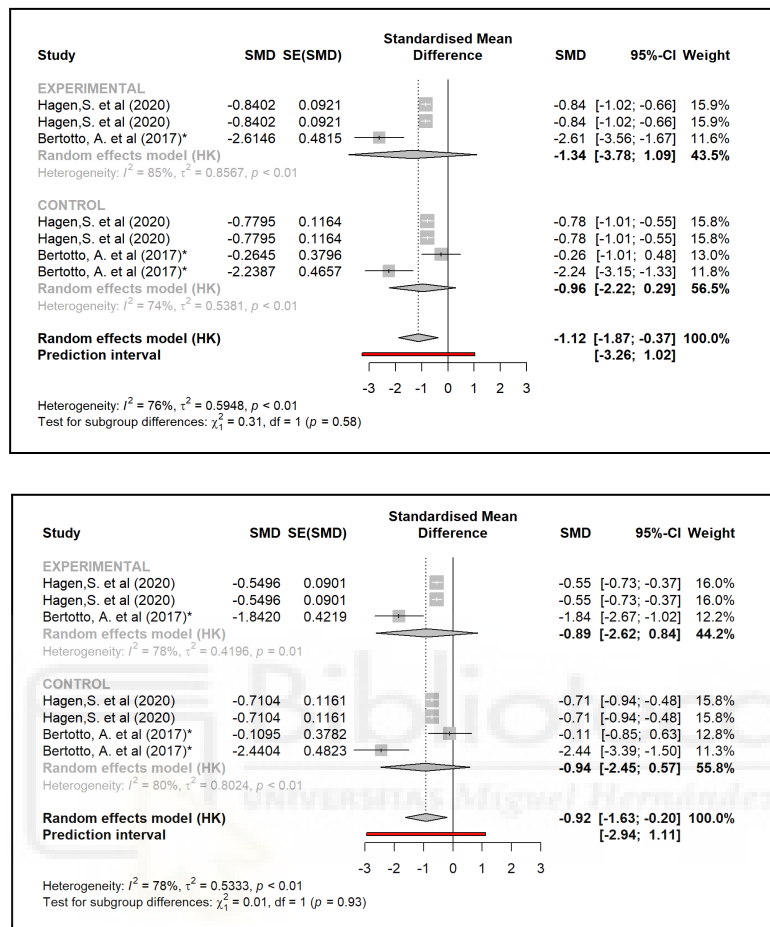 Standardised Mean
Study SMD SE(SMD) Difference SMD 95%-CI Weight
EXPERIMENTAL
Hagen,S. et al (2020) -0.8402 0.0921 -0.84 [-1.02; -0.66] 15.9%
Hagen,S. et al (2020) -0.8402 0.0921 -0.84 [-1.02; -0.66] 15.9%
Bertotto, A. et al (2017)* -2.6146 0.4815 -2.61 [-3.56; -1.67] 11.6%
Random effects model (HK) -1.34 [-3.78; 1.09] 43.5%
Heterogeneity: I² = 85%, τ² = 0.8567, p < 0.01
CONTROL
Hagen,S. et al (2020) -0.7795 0.1164 -0.78 [-1.01; -0.55] 15.8%
Hagen,S. et al (2020) -0.7795 0.1164 -0.78 [-1.01; -0.55] 15.8%
Bertotto, A. et al (2017)* -0.2645 0.3796 -0.26 [-1.01; 0.48] 13.0%
Bertotto, A. et al (2017)* -2.2387 0.4657 -2.24 [-3.15; -1.33] 11.8%
Random effects model (HK) -0.96 [-2.22; 0.29] 56.5%
Heterogeneity: I² = 74%, τ² = 0.5381, p < 0.01
Random effects model (HK) -1.12 [-1.87; -0.37] 100.0%
Prediction interval [-3.26; 1.02]
-3 -2 -1 0 1 2 3
Heterogeneity: I² = 76%, τ² = 0.5948, p < 0.01
Test for subgroup differences: χ²₁ = 0.31, df = 1 (p = 0.58)
Standardised Mean
Study SMD SE(SMD) Difference SMD 95%-CI Weight
EXPERIMENTAL
Hagen,S. et al (2020) -0.5496 0.0901 -0.55 [-0.73; -0.37] 16.0%
Hagen,S. et al (2020) -0.5496 0.0901 -0.55 [-0.73; -0.37] 16.0%
Bertotto, A. et al (2017)* -1.8420 0.4219 -1.84 [-2.67; -1.02] 12.2%
Random effects model (HK) -0.89 [-2.62; 0.84] 44.2%
Heterogeneity: I² = 78%, τ² = 0.4196, p = 0.01
CONTROL
Hagen,S. et al (2020) -0.7104 0.1161 -0.71 [-0.94; -0.48] 15.8%
Hagen,S. et al (2020) -0.7104 0.1161 -0.71 [-0.94; -0.48] 15.8%
Bertotto, A. et al (2017)* -0.1095 0.3782 -0.11 [-0.85; 0.63] 12.8%
Bertotto, A. et al (2017)* -2.4404 0.4823 -2.44 [-3.39; -1.50] 11.3%
Random effects model (HK) -0.94 [-2.45; 0.57] 55.8%
Heterogeneity: I² = 80%, τ² = 0.8024, p < 0.01
Biblioteca
UNIVERSITAS Miguel Hernández
Random effects model (HK) -0.92 [-1.63; -0.20] 100.0%
Prediction interval [-2.94; 1.11]
-3 -2 -1 0 1 2 3
Heterogeneity: I² = 78%, τ² = 0.5333, p < 0.01
Test for subgroup differences: χ²₁ = 0.01, df = 1 (p = 0.93)